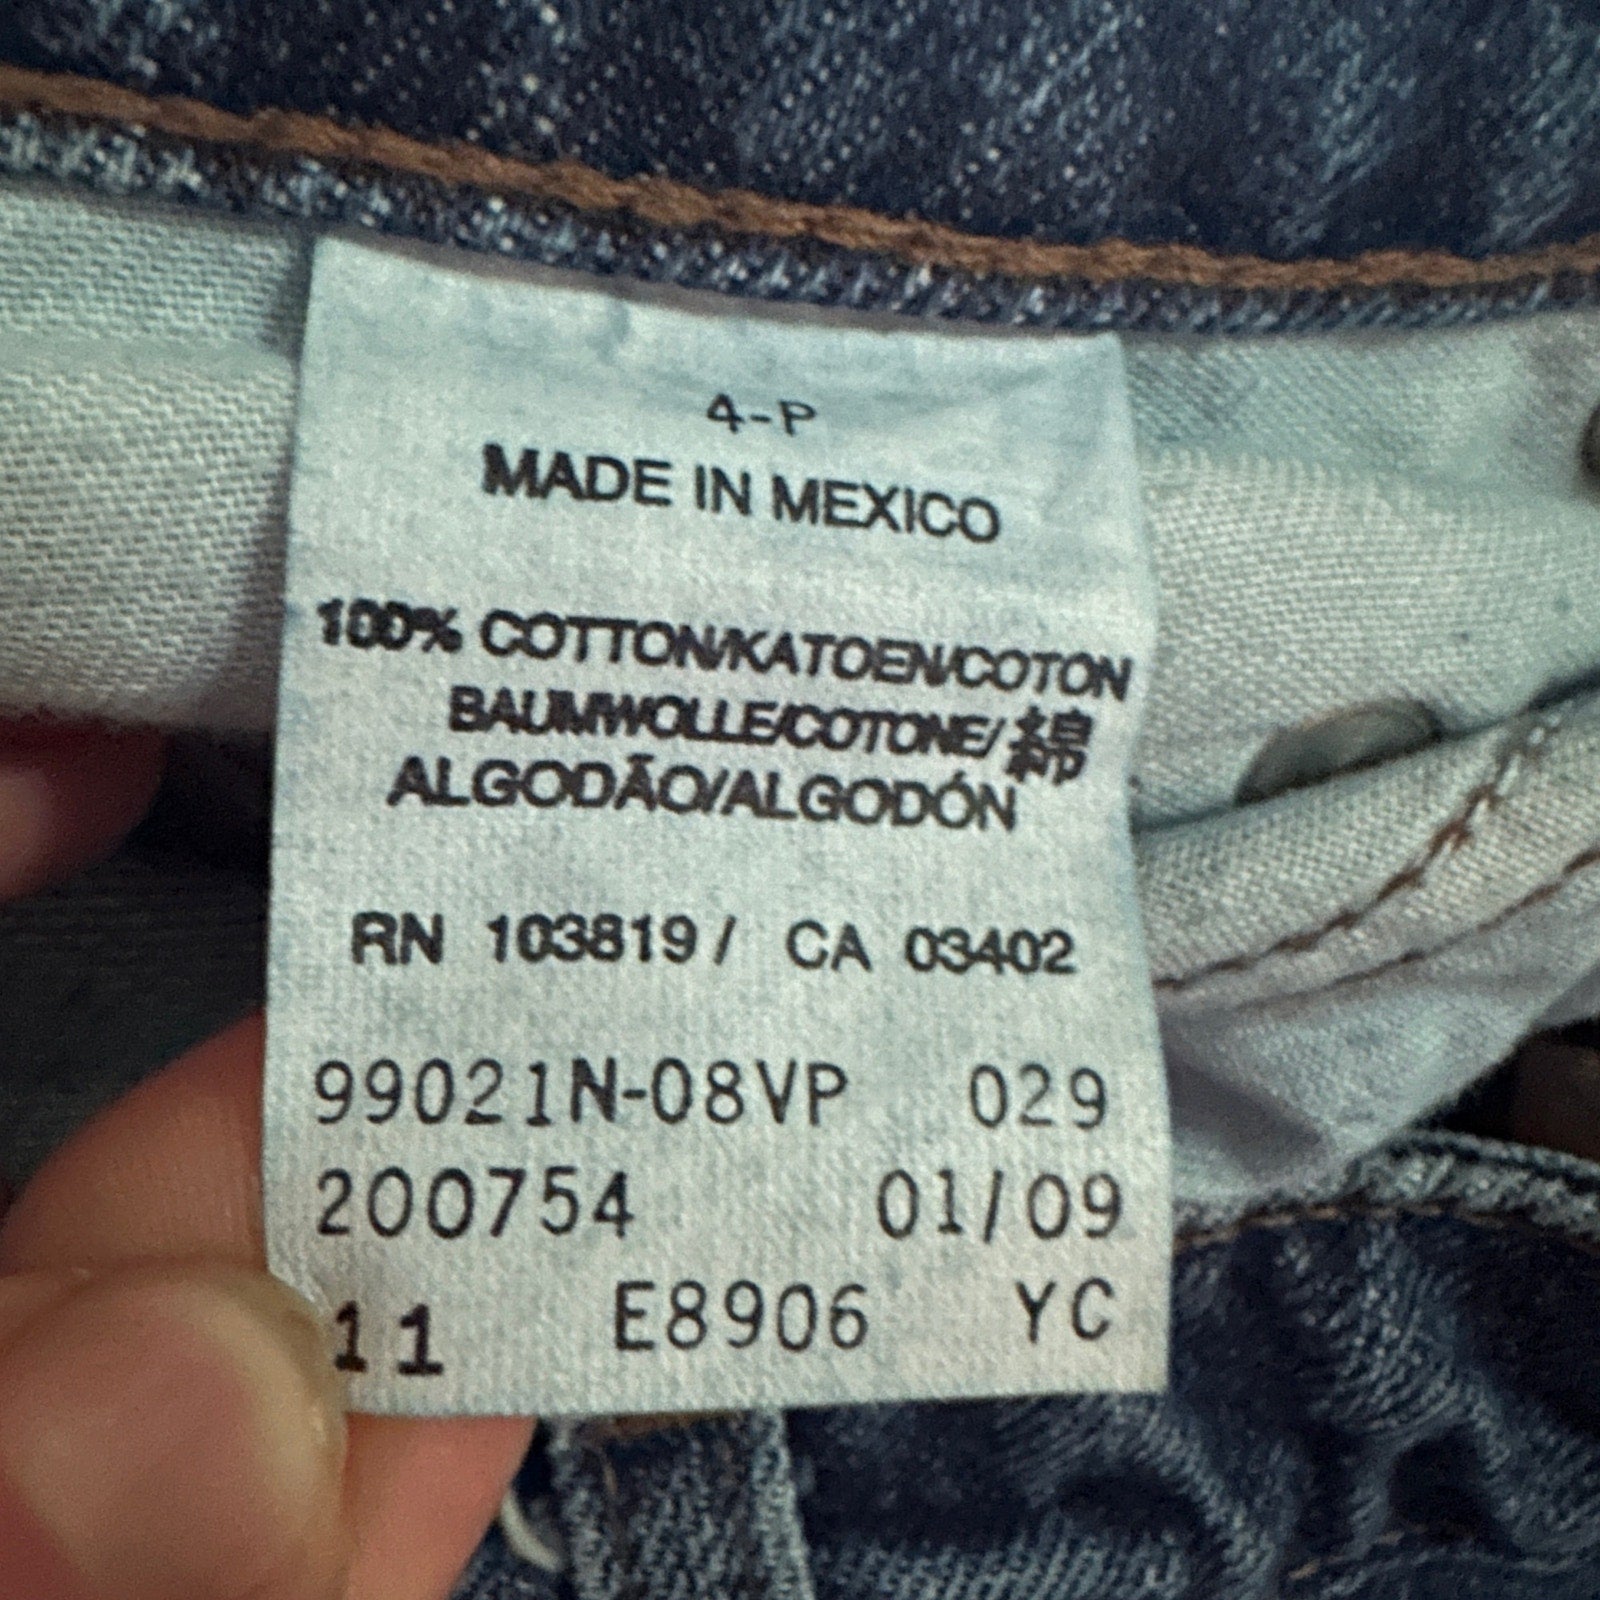 4-P
MADE IN MEXICO
100% COTTON/KATOEN/COTON
BAUMWOLLE/COTONE/綿
ALGODÃO/ALGODÓN
RN 103819 / CA 03402
99021N-08VP 029
200754 01/09
11 E8906 YC